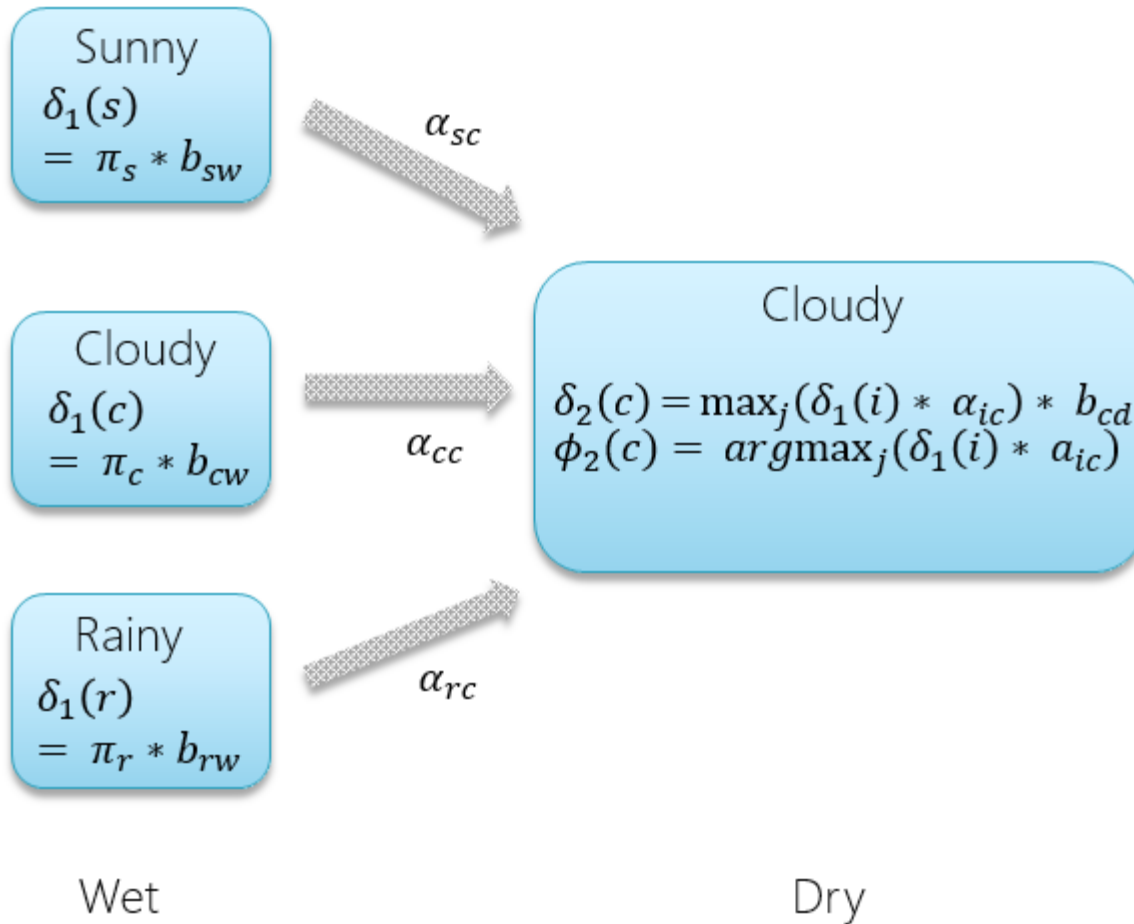 Sunny
δ₁(s)
= π_s * b_sw
α_sc
Cloudy
δ₁(c)
= π_c * b_cw
α_cc
Cloudy
δ₂(c) = max_j(δ₁(i) * α_ic) * b_cd
ϕ₂(c) = argmax_j(δ₁(i) * a_ic)
Rainy
δ₁(r)
= π_r * b_rw
α_rc
Wet
Dry